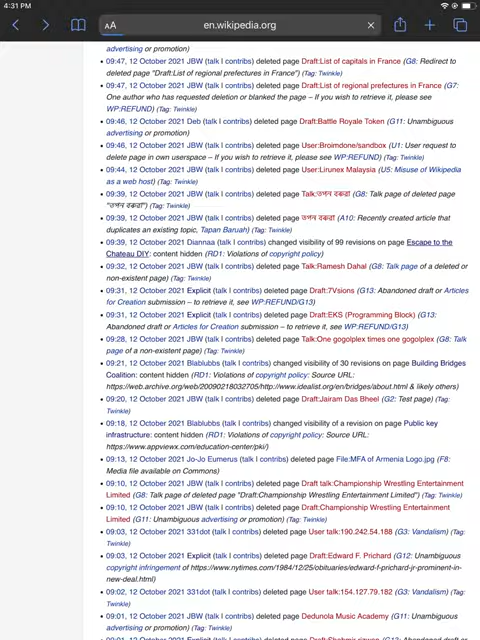 4:31 PM
AA
en.wikipedia.org
advertising or promotion)
09:47, 12 October 2021 JBW (talk | contribs) deleted page Draft:List of capitals in France (G8: Redirect to
deleted page "Draft:List of regional prefectures in France") (Tag: Twinkle)
09:47, 12 October 2021 JBW (talk | contribs) deleted page Draft:List of regional prefectures in France (G7:
One author who has requested deletion or blanked the page – If you wish to retrieve it, please see
WP:REFUND) (Tag: Twinkle)
09:46, 12 October 2021 Deb (talk | contribs) deleted page Draft:Battle Royale Token (G11: Unambiguous
advertising or promotion)
09:46, 12 October 2021 JBW (talk | contribs) deleted page User:Broimdone/sandbox (U1: User request to
delete page in own userspace – If you wish to retrieve it, please see WP:REFUND) (Tag: Twinkle)
09:44, 12 October 2021 JBW (talk | contribs) deleted page User:Lirunex Malaysia (U5: Misuse of Wikipedia
as a web host) (Tag: Twinkle)
09:39, 12 October 2021 JBW (talk | contribs) deleted page Talk:তপন বৰুৱা (G8: Talk page of deleted page
"তপন বৰুৱা") (Tag: Twinkle)
09:39, 12 October 2021 JBW (talk | contribs) deleted page তপন বৰুৱা (A10: Recently created article that
duplicates an existing topic, Tapan Baruah) (Tag: Twinkle)
09:39, 12 October 2021 Diannaa (talk | contribs) changed visibility of 99 revisions on page Escape to the
Chateau DIY: content hidden (RD1: Violations of copyright policy)
09:32, 12 October 2021 JBW (talk | contribs) deleted page Talk:Ramesh Dahal (G8: Talk page of a deleted or
non-existent page) (Tag: Twinkle)
09:31, 12 October 2021 Explicit (talk | contribs) deleted page Draft:7Vsions (G13: Abandoned draft or Articles
for Creation submission – to retrieve it, see WP:REFUND/G13)
09:31, 12 October 2021 Explicit (talk | contribs) deleted page Draft:EKS (Programming Block) (G13:
Abandoned draft or Articles for Creation submission – to retrieve it, see WP:REFUND/G13)
09:28, 12 October 2021 JBW (talk | contribs) deleted page Talk:One gogolplex times one gogolplex (G8: Talk
page of a non-existent page) (Tag: Twinkle)
09:21, 12 October 2021 Blablubbs (talk | contribs) changed visibility of 30 revisions on page Building Bridges
Coalition: content hidden (RD1: Violations of copyright policy: Source URL:
https://web.archive.org/web/20090218032705/http://www.idealist.org/en/bridges/about.html & likely others)
09:20, 12 October 2021 JBW (talk | contribs) deleted page Draft:Jairam Das Bheel (G2: Test page) (Tag:
Twinkle)
09:18, 12 October 2021 Blablubbs (talk | contribs) changed visibility of a revision on page Public key
infrastructure: content hidden (RD1: Violations of copyright policy: Source URL:
https://www.appviewx.com/education-center/pki/)
09:13, 12 October 2021 Jo-Jo Eumerus (talk | contribs) deleted page File:MFA of Armenia Logo.jpg (F8:
Media file available on Commons)
09:10, 12 October 2021 JBW (talk | contribs) deleted page Draft talk:Championship Wrestling Entertainment
Limited (G8: Talk page of deleted page "Draft:Championship Wrestling Entertainment Limited") (Tag: Twinkle)
09:10, 12 October 2021 JBW (talk | contribs) deleted page Draft:Championship Wrestling Entertainment
Limited (G11: Unambiguous advertising or promotion) (Tag: Twinkle)
09:03, 12 October 2021 331dot (talk | contribs) deleted page User talk:190.242.54.188 (G3: Vandalism) (Tag:
Twinkle)
09:03, 12 October 2021 Explicit (talk | contribs) deleted page Draft:Edward F. Prichard (G12: Unambiguous
copyright infringement of https://www.nytimes.com/1984/12/25/obituaries/edward-f-prichard-jr-prominent-in-
new-deal.html)
09:02, 12 October 2021 331dot (talk | contribs) deleted page User talk:154.127.79.182 (G3: Vandalism) (Tag:
Twinkle)
09:01, 12 October 2021 JBW (talk | contribs) deleted page Dedunola Music Academy (G11: Unambiguous
advertising or promotion) (Tag: Twinkle)